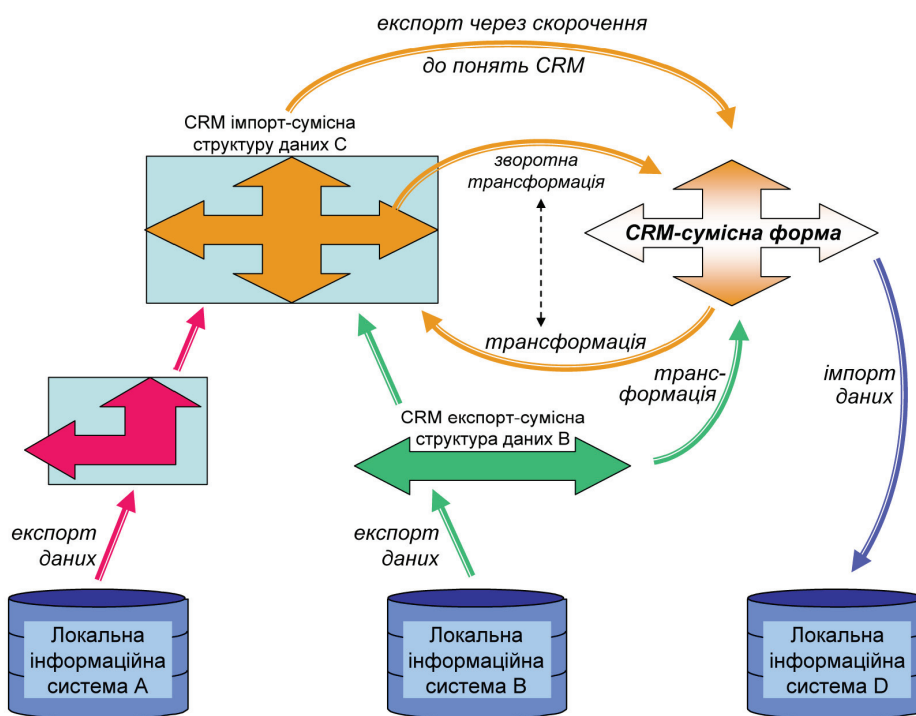 експорт через скорочення
до понять CRM
CRM імпорт-сумісна
структуру даних C
зворотна
трансформація
CRM-сумісна форма
трансформація
транс-
формація
імпорт
даних
CRM експорт-сумісна
структура даних B
експорт
даних
експорт
даних
Локальна
інформаційна
система A
Локальна
інформаційна
система B
Локальна
інформаційна
система D